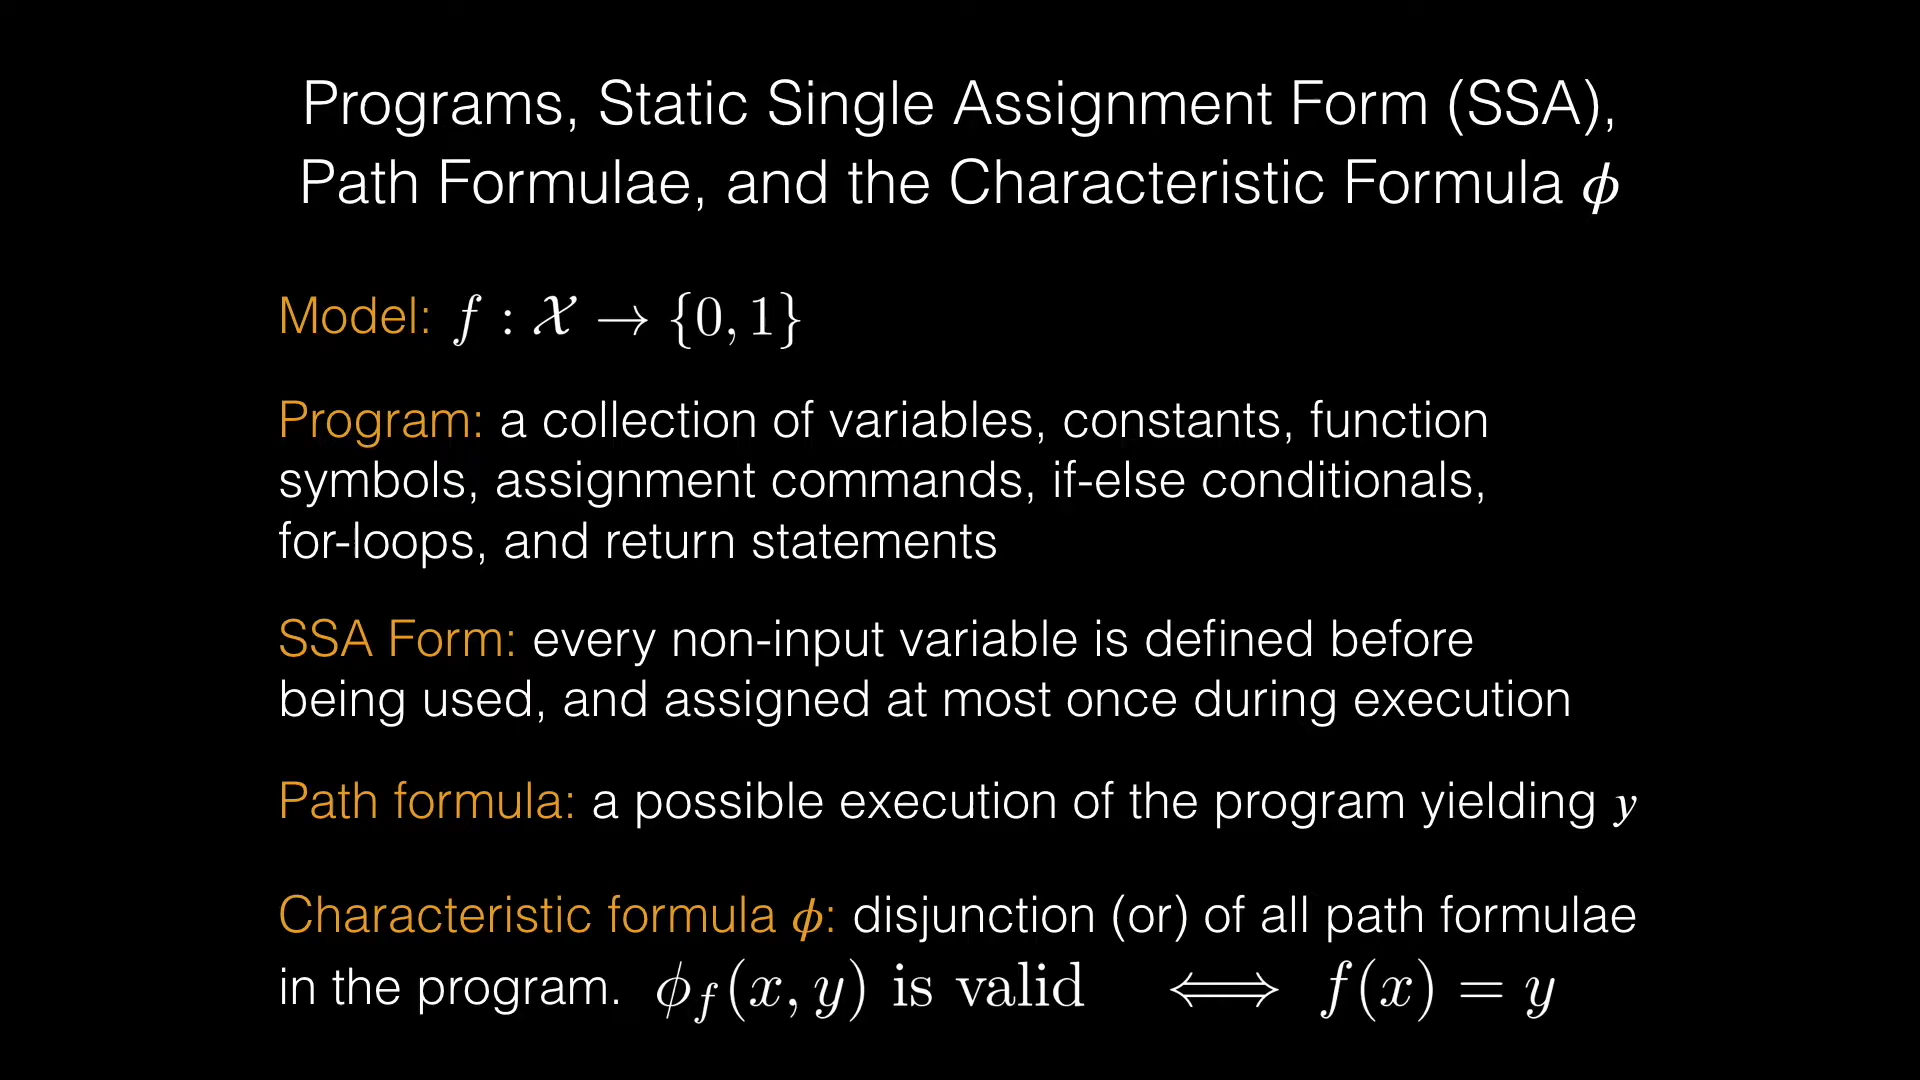 Programs, Static Single Assignment Form (SSA),
Path Formulae, and the Characteristic Formula ϕ
Model: f : 𝒳 → {0, 1}
Program: a collection of variables, constants, function
symbols, assignment commands, if-else conditionals,
for-loops, and return statements
SSA Form: every non-input variable is defined before
being used, and assigned at most once during execution
Path formula: a possible execution of the program yielding y
Characteristic formula ϕ: disjunction (or) of all path formulae
in the program. ϕ_f(x, y) is valid ⟺ f(x) = y